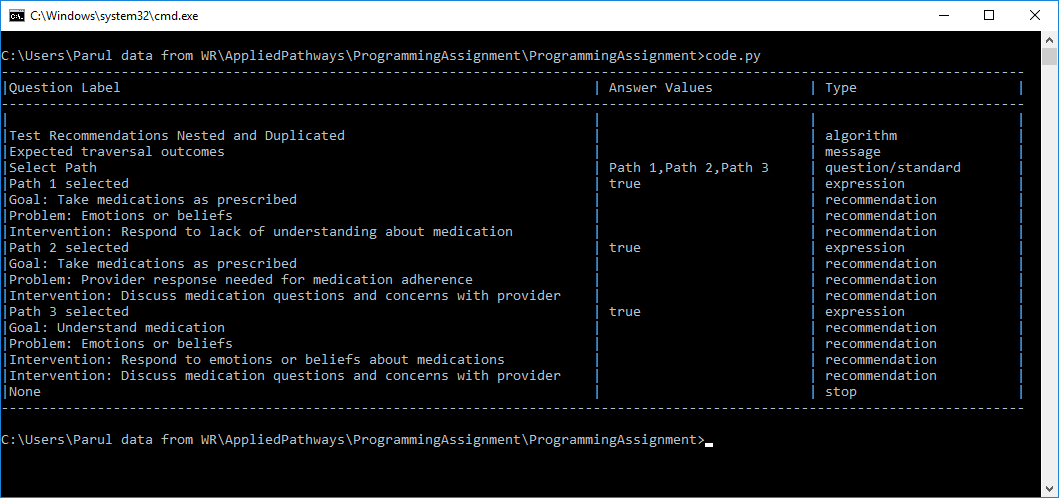 C:\Windows\system32\cmd.exe
C:\Users\Parul data from WR\AppliedPathways\ProgrammingAssignment\ProgrammingAssignment>code.py
|Question Label | Answer Values | Type |
|Test Recommendations Nested and Duplicated | | algorithm |
|Expected traversal outcomes | | message |
|Select Path | Path 1,Path 2,Path 3 | question/standard |
|Path 1 selected | true | expression |
|Goal: Take medications as prescribed | | recommendation |
|Problem: Emotions or beliefs | | recommendation |
|Intervention: Respond to lack of understanding about medication | | recommendation |
|Path 2 selected | true | expression |
|Goal: Take medications as prescribed | | recommendation |
|Problem: Provider response needed for medication adherence | | recommendation |
|Intervention: Discuss medication questions and concerns with provider | | recommendation |
|Path 3 selected | true | expression |
|Goal: Understand medication | | recommendation |
|Problem: Emotions or beliefs | | recommendation |
|Intervention: Respond to emotions or beliefs about medications | | recommendation |
|Intervention: Discuss medication questions and concerns with provider | | recommendation |
|None | | stop |
C:\Users\Parul data from WR\AppliedPathways\ProgrammingAssignment\ProgrammingAssignment>